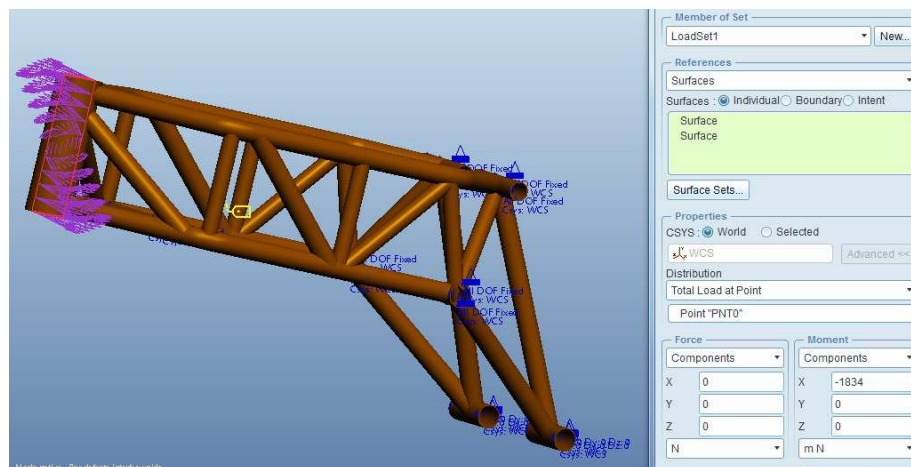 Member of Set
LoadSet1
New...
References
Surfaces
Surfaces : Individual Boundary Intent
Surface
Surface
Surface Sets...
Properties
CSYS : World Selected
WCS
Advanced <<
Distribution
Total Load at Point
Point "PNT0"
Force
Moment
Components
Components
X 0
X -1834
Y 0
Y 0
Z 0
Z 0
N
m N
DOF Fixed
WCS
DOF Fixed
WCS
DOF Fixed
WCS
DOF Fixed
WCS
DOF Fixed
WCS
Csys: WCS
Csys: WCS